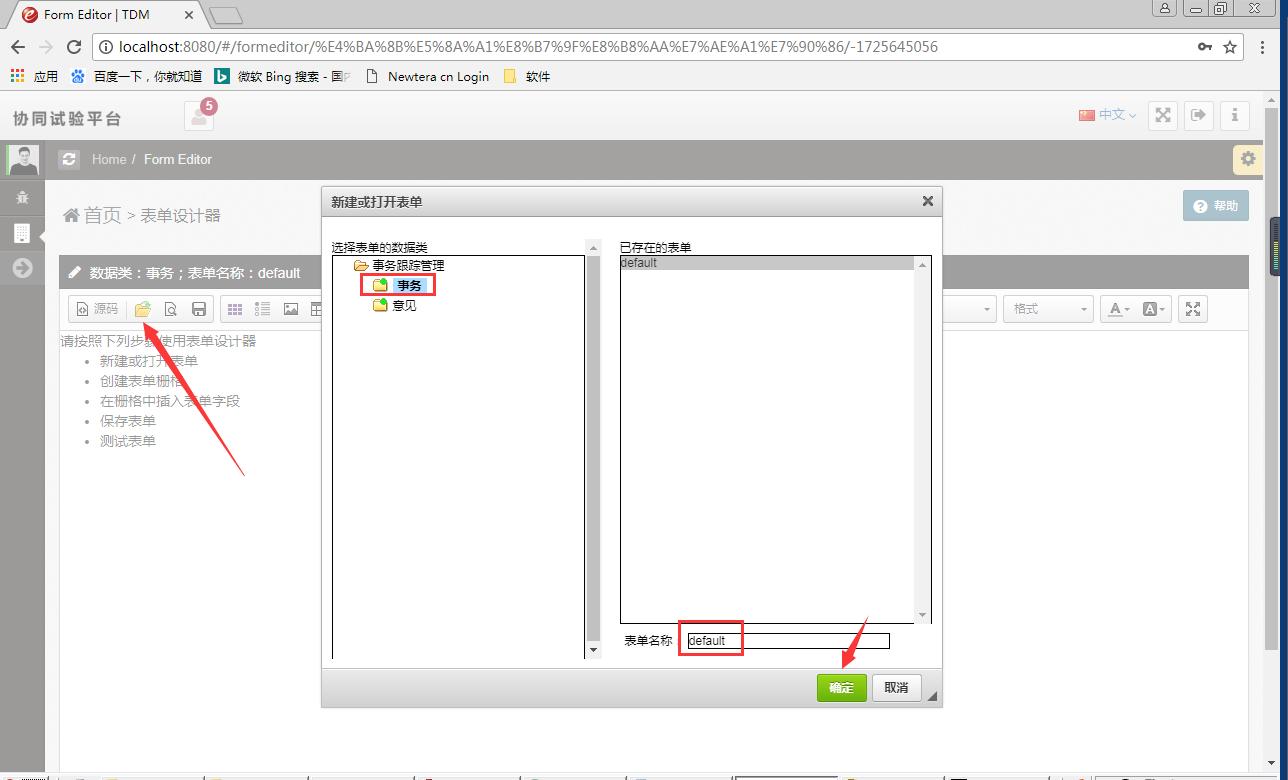 Form Editor | TDM
localhost:8080/#/formeditor/%E4%BA%8B%E5%8A%A1%E8%B7%9F%E8%B8%AA%E7%AE%A1%E7%90%86/-1725645056
应用 百度一下，你就知道 微软 Bing 搜索 - 国 Newtera cn Login 软件
协同试验平台 5 中文
Home / Form Editor
首页 > 表单设计器 帮助
数据类：事务；表单名称：default
源码 格式 A A
请按照下列步骤使用表单设计器
新建或打开表单
创建表单栅格
在栅格中插入表单字段
保存表单
测试表单
新建或打开表单
选择表单的数据类
事务跟踪管理
事务
意见
已存在的表单
default
表单名称 default
确定 取消